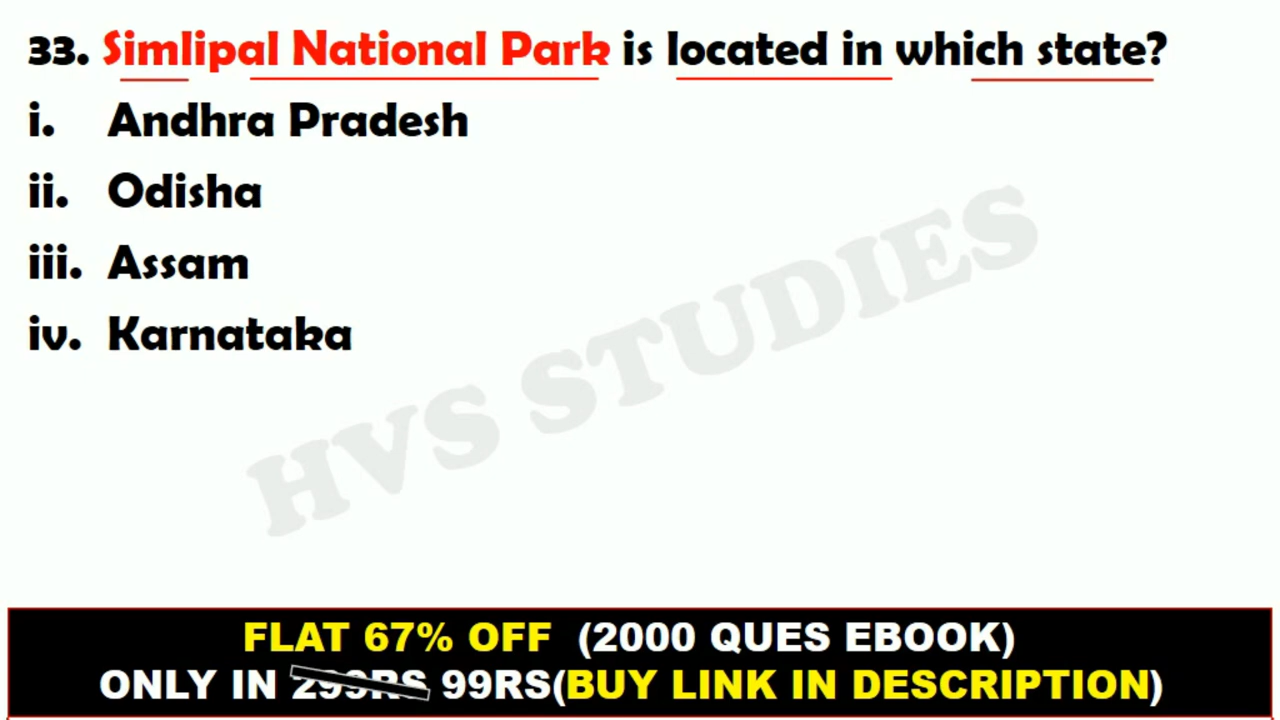 33. Simlipal National Park is located in which state?
i. Andhra Pradesh
ii. Odisha
iii. Assam
iv. Karnataka
HVS STUDIES
FLAT 67% OFF (2000 QUES EBOOK)
ONLY IN 299RS 99RS(BUY LINK IN DESCRIPTION)